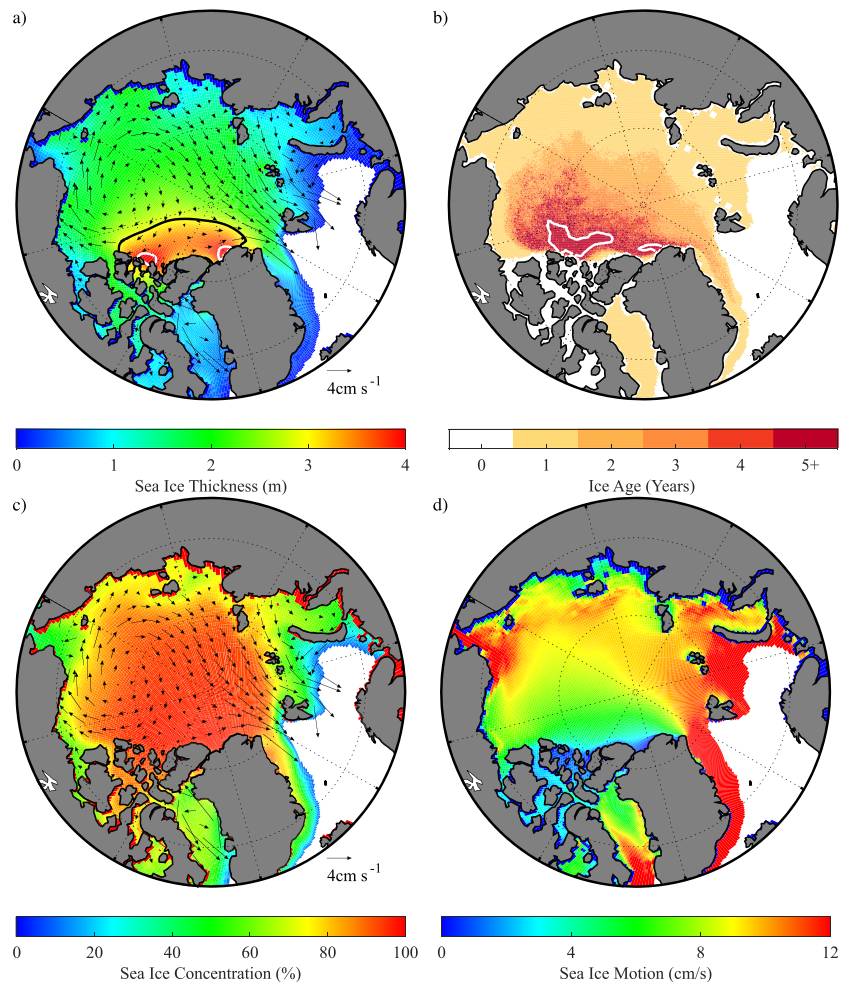 a)
b)
4cm s⁻¹
0 1 2 3 4
Sea Ice Thickness (m)
0 1 2 3 4 5+
Ice Age (Years)
c)
d)
4cm s⁻¹
0 20 40 60 80 100
Sea Ice Concentration (%)
0 4 8 12
Sea Ice Motion (cm/s)